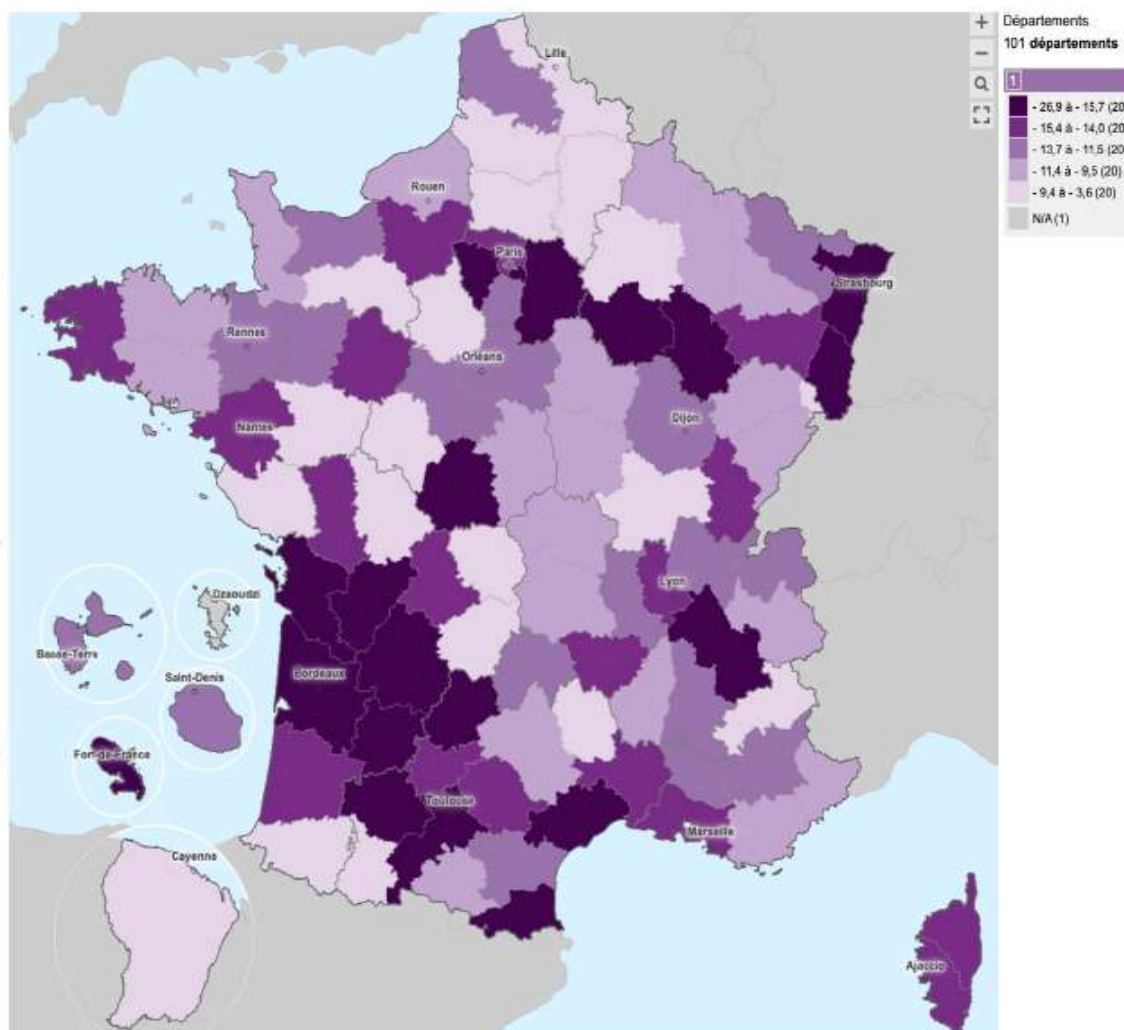 +
−
Départements
101 départements
1
- 26,9 à - 15,7 (20
- 15,4 à - 14,0 (20
- 13,7 à - 11,5 (20
- 11,4 à - 9,5 (20)
- 9,4 à - 3,6 (20)
N/A (1)
Lille
Rouen
Paris
Strasbourg
Rennes
Orléans
Dijon
Nantes
Lyon
Dzaoudzi
Basse-Terre
Saint-Denis
Bordeaux
Fort-de-France
Toulouse
Marseille
Cayenne
Ajaccio